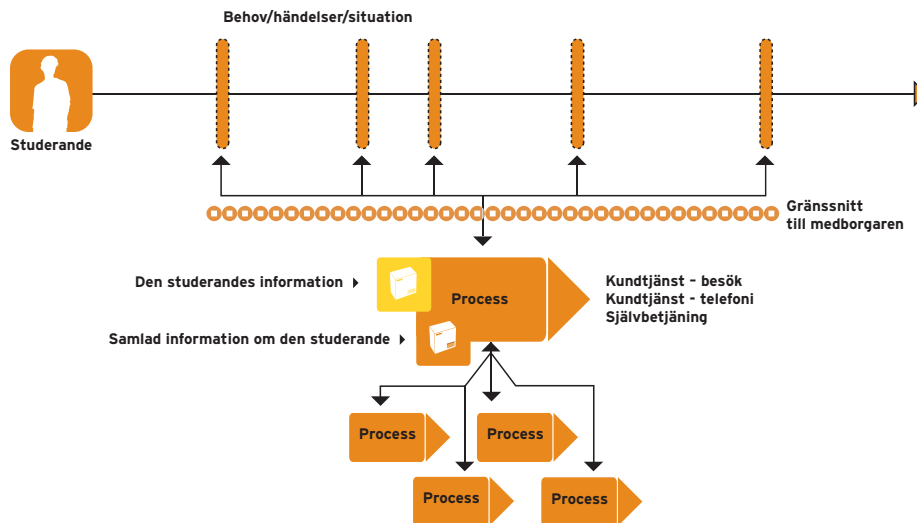 Behov/händelser/situation
Studerande
Gränssnitt
till medborgaren
Den studerandes information
Process
Kundtjänst - besök
Kundtjänst - telefoni
Självbetjäning
Samlad information om den studerande
Process
Process
Process
Process